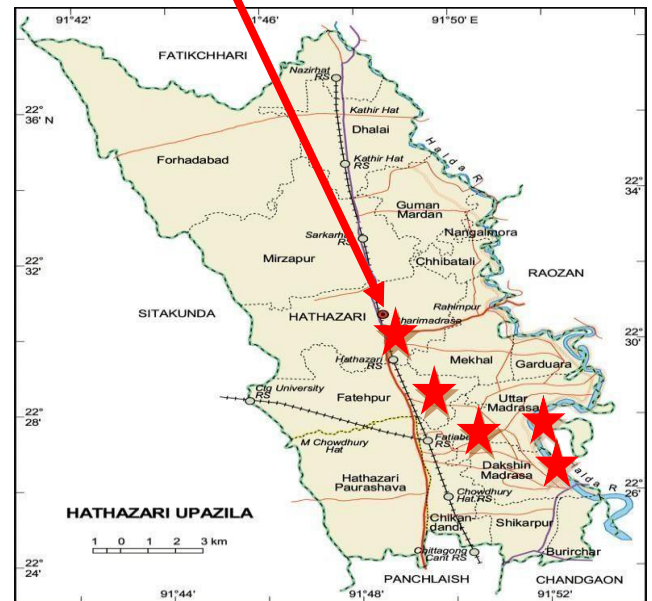 91°42'
91°46'
91°50' E
FATIKCHHARI
Nazirhat
RS
22°
36' N
Kathir Hat
Dhalai
Halda R
Forhadabad
Kathir Hat
RS
22°
34'
Guman
Mardan
Nangalmora
Sarkarhat
RS
Chhibatali
Mirzapur
RAOZAN
22°
32'
Rahimpur
SITAKUNDA
HATHAZARI
22°
30'
Hathazari
RS
Mekhal
Garduara
Ctg University
RS
Fatehpur
Uttar
Madrasa
22°
28'
M Chowdhury
Hat
RS
Dakshin
Madrasa
Halda R
Hathazari
Paurashava
22°
26'
Chowdhury
Hat RS
HATHAZARI UPAZILA
Chikan-
dandi
Shikarpur
1 0 1 2 3 km
Chittagong
Cant RS
Burirchar
22°
24'
PANCHLAISH
CHANDGAON
91°44'
91°48'
91°52'